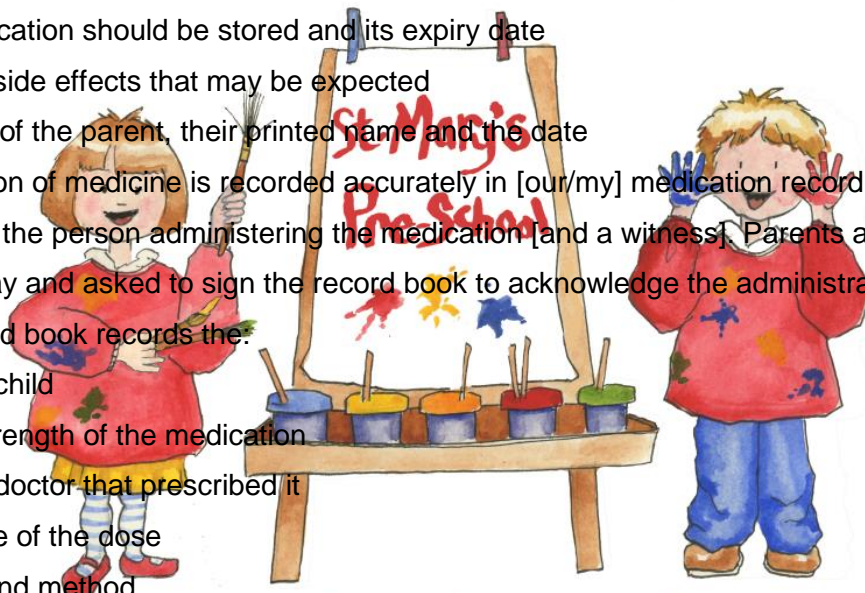 cation should be stored and its expiry date
side effects that may be expected
of the parent, their printed name and the date
on of medicine is recorded accurately in [our/my] medication record
the person administering the medication [and a witness]. Parents a
ay and asked to sign the record book to acknowledge the administra
d book records the:
child
rength of the medication
doctor that prescribed it
e of the dose
nd method
St-Mary's
Pre-School